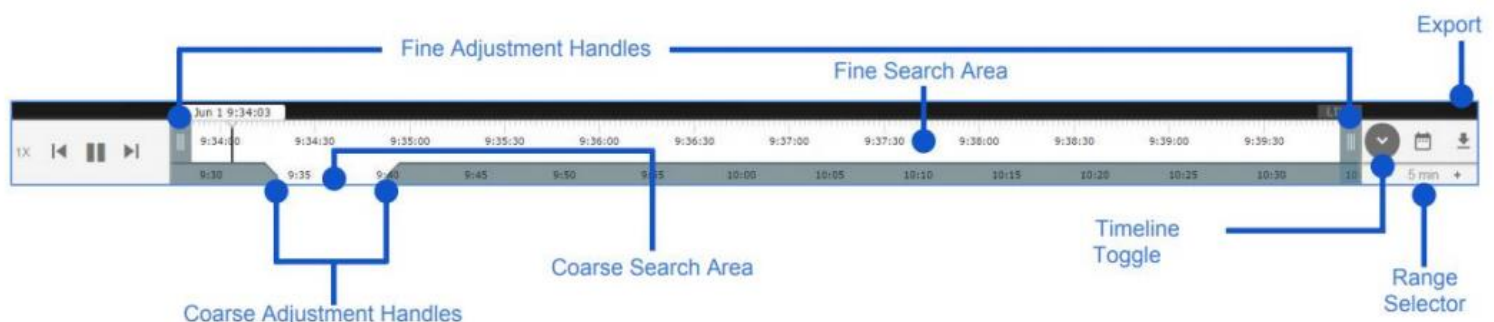 Export
Fine Adjustment Handles
Fine Search Area
Jun 1 9:34:03
1X
9:34:00 9:34:30 9:35:00 9:35:30 9:36:00 9:36:30 9:37:00 9:37:30 9:38:00 9:38:30 9:39:00 9:39:30
9:30 9:35 9:40 9:45 9:50 10:00 10:05 10:10 10:15 10:20 10:25 10:30 10
5 min +
Timeline
Toggle
Coarse Search Area
Range
Selector
Coarse Adjustment Handles